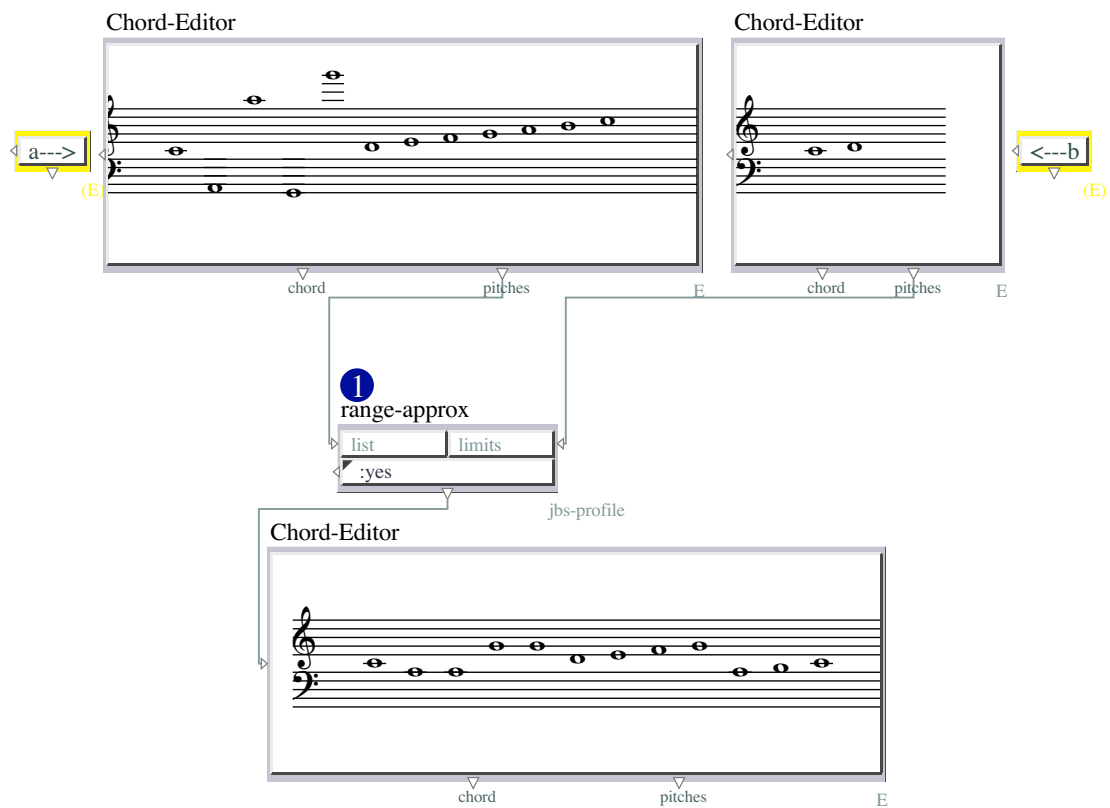 Chord-Editor
Chord-Editor
a--->
<---b
(E)
(E)
chord
pitches
E
chord
pitches
E
1
range-approx
list
limits
:yes
jbs-profile
Chord-Editor
chord
pitches
E